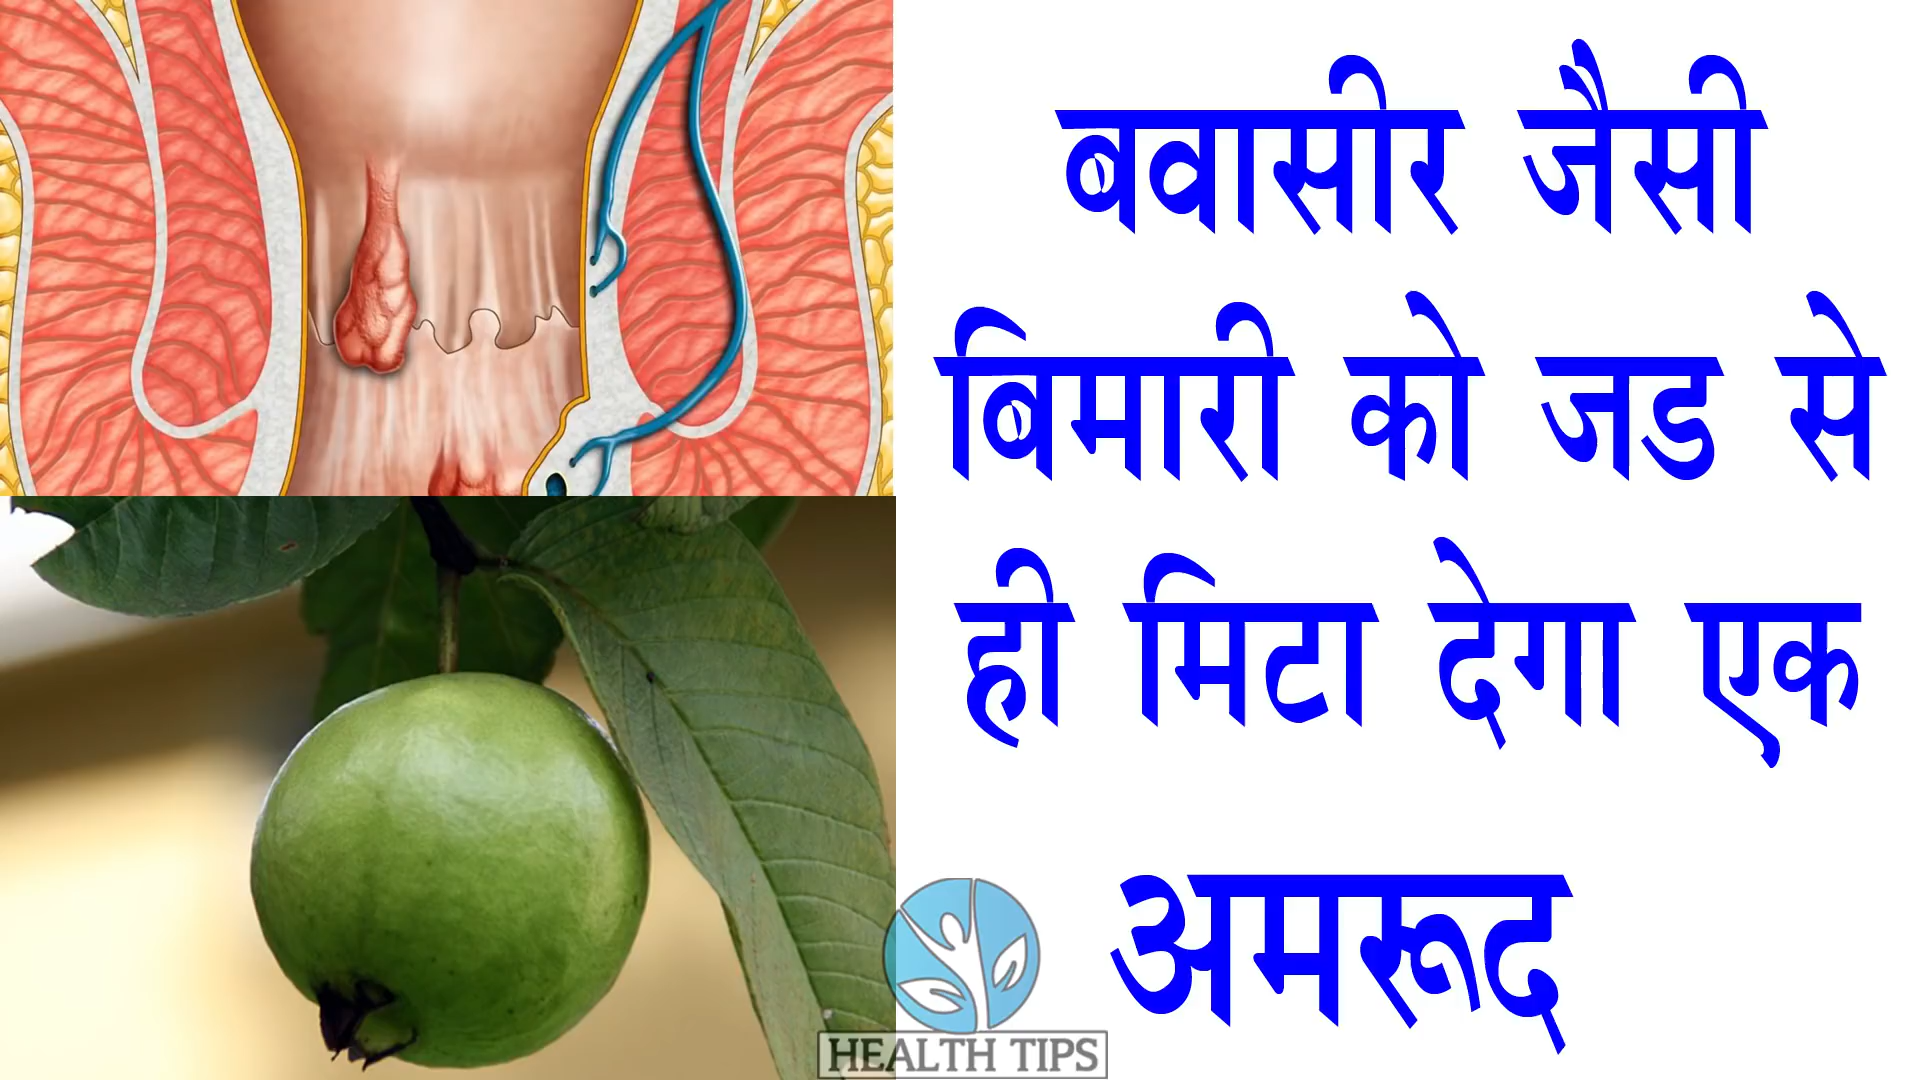 बवासीर जैसी
बिमारी को जड से
ही मिटा देगा एक
अमरूद
HEALTH TIPS